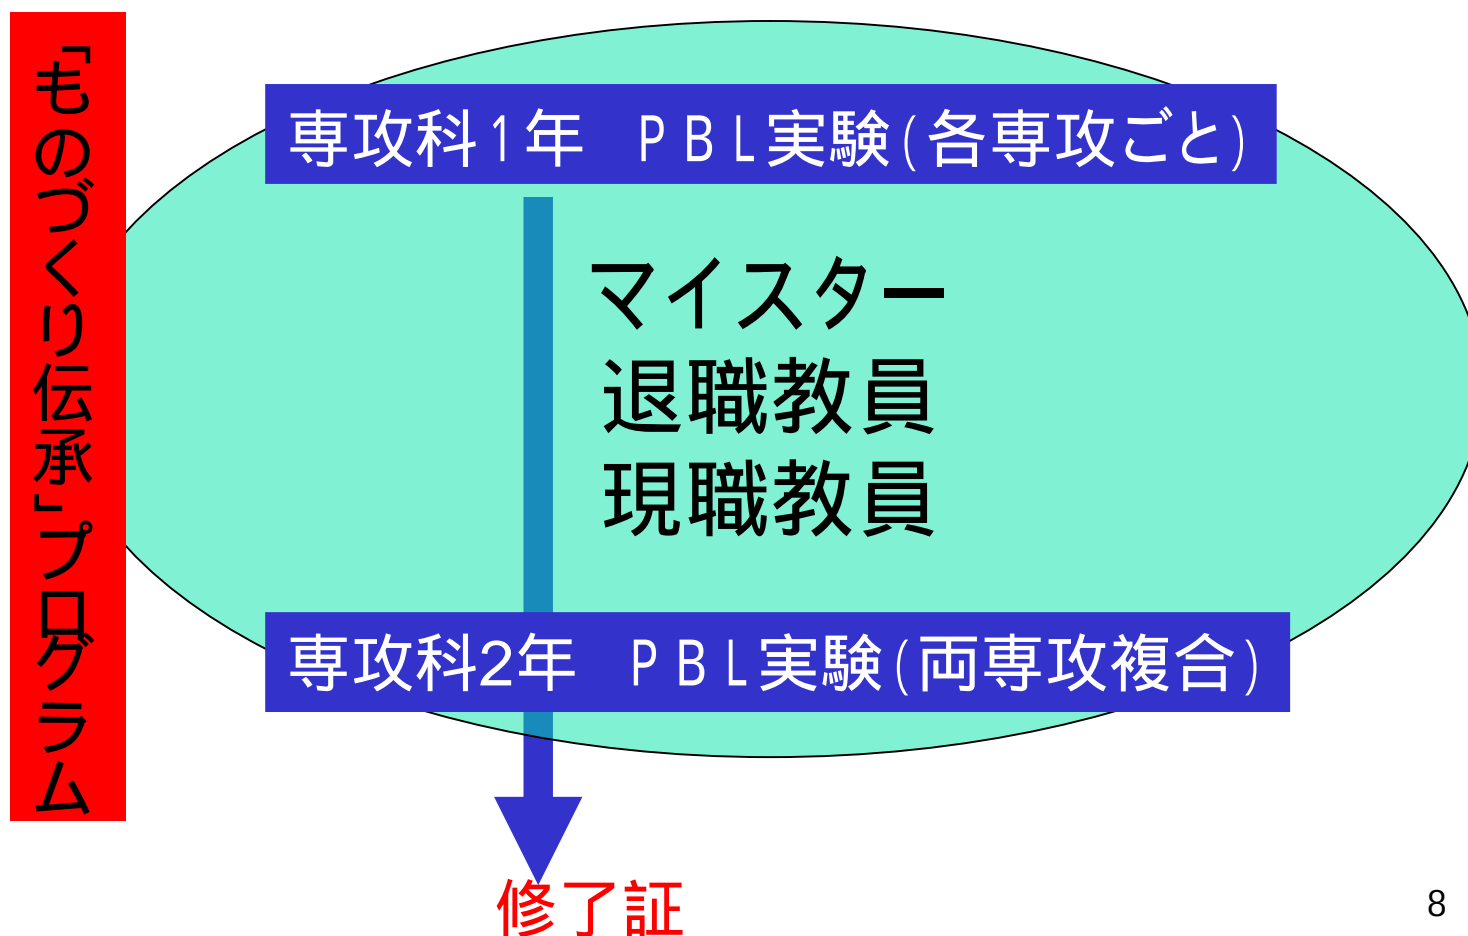 「ものづくり伝承」プログラム
専攻科１年　ＰＢＬ実験(各専攻ごと)
マイスター
退職教員
現職教員
専攻科2年　ＰＢＬ実験(両専攻複合)
修了証
8